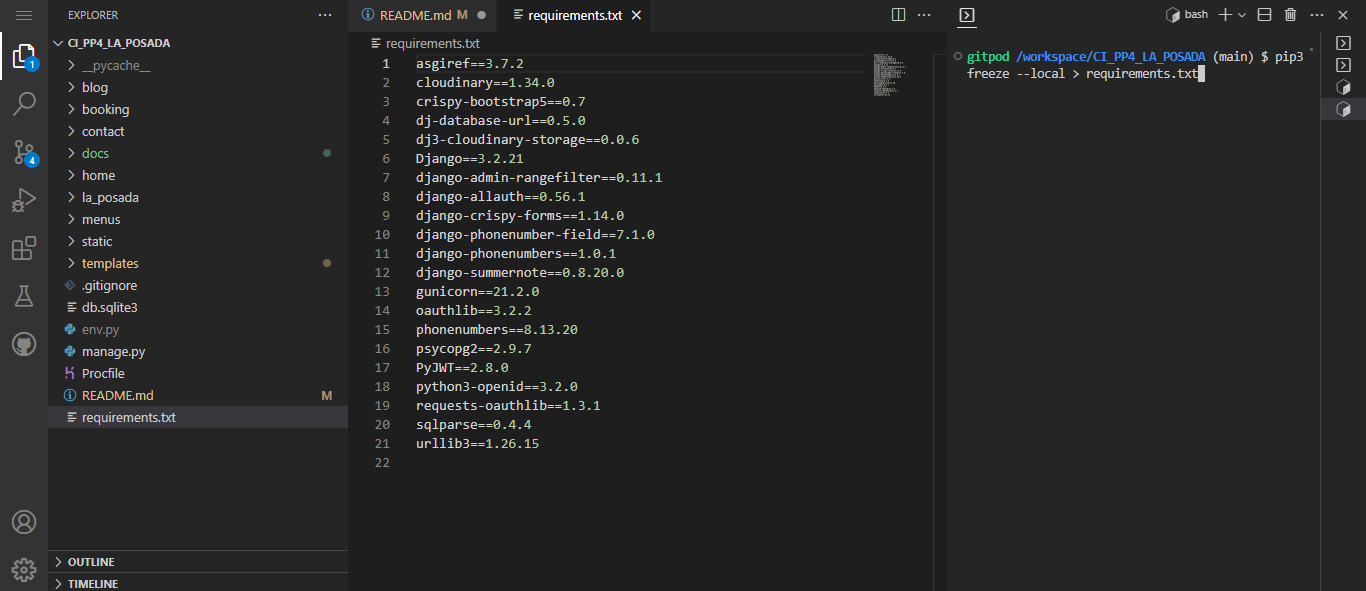 EXPLORER
CI_PP4_LA_POSADA
__pycache__
blog
booking
contact
docs
home
la_posada
menus
static
templates
.gitignore
db.sqlite3
env.py
manage.py
Procfile
README.md M
requirements.txt
OUTLINE
TIMELINE
1
4
README.md M
requirements.txt
requirements.txt
1 asgiref==3.7.2
2 cloudinary==1.34.0
3 crispy-bootstrap5==0.7
4 dj-database-url==0.5.0
5 dj3-cloudinary-storage==0.0.6
6 Django==3.2.21
7 django-admin-rangefilter==0.11.1
8 django-allauth==0.56.1
9 django-crispy-forms==1.14.0
10 django-phonenumber-field==7.1.0
11 django-phonenumbers==1.0.1
12 django-summernote==0.8.20.0
13 gunicorn==21.2.0
14 oauthlib==3.2.2
15 phonenumbers==8.13.20
16 psycopg2==2.9.7
17 PyJWT==2.8.0
18 python3-openid==3.2.0
19 requests-oauthlib==1.3.1
20 sqlparse==0.4.4
21 urllib3==1.26.15
22
bash
gitpod /workspace/CI_PP4_LA_POSADA (main) $ pip3
freeze --local > requirements.txt